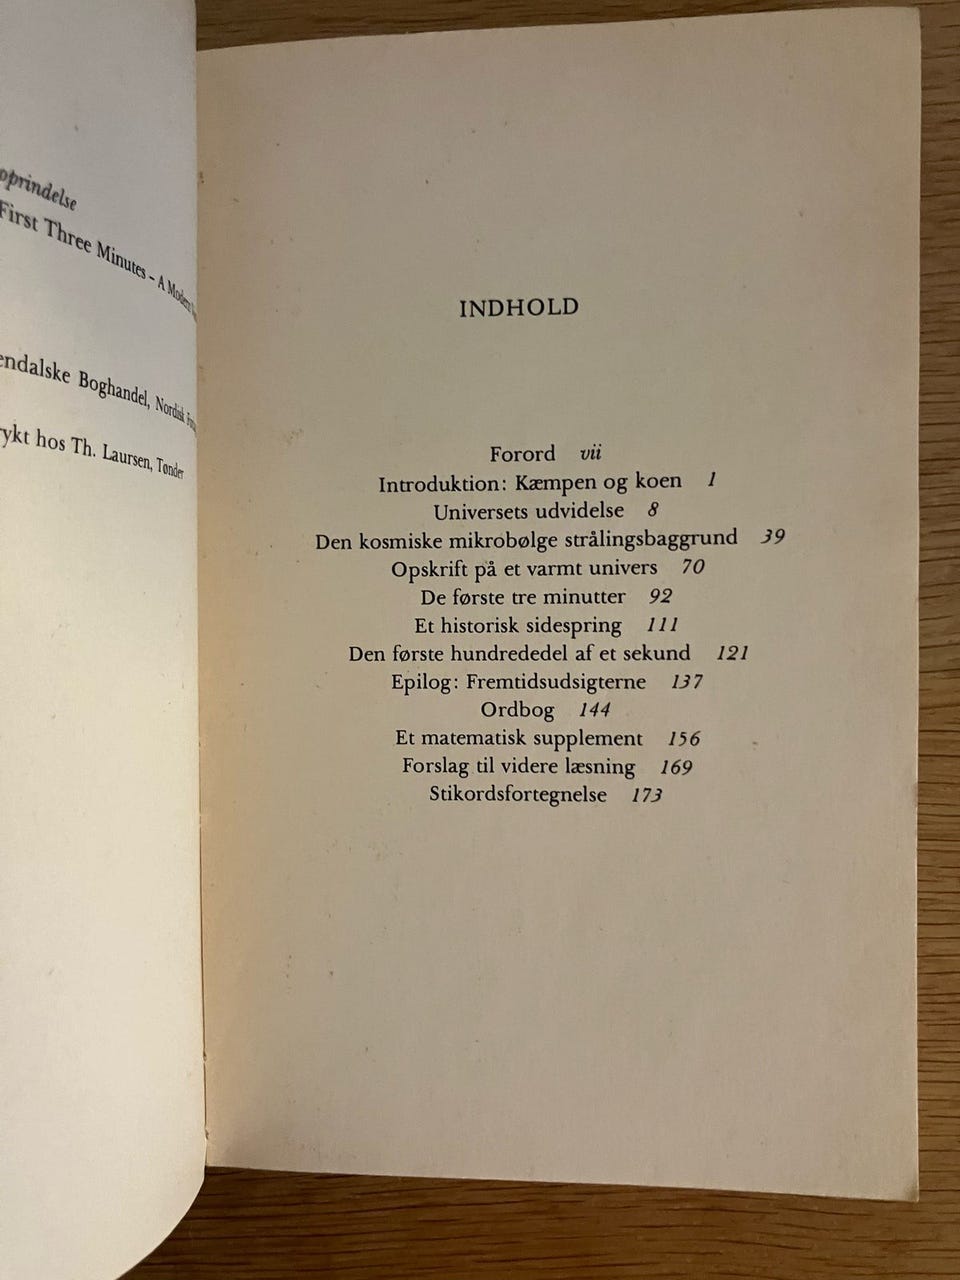 oprindelse
First Three Minutes – A Modern
Boghandel, Nordisk
hos Th. Laursen, Tønder
INDHOLD
Forord vii
Introduktion: Kæmpen og koen 1
Universets udvidelse 8
Den kosmiske mikrobølge strålingsbaggrund 39
Opskrift på et varmt univers 70
De første tre minutter 92
Et historisk sidespring 111
Den første hundrededel af et sekund 121
Epilog: Fremtidsudsigterne 137
Ordbog 144
Et matematisk supplement 156
Forslag til videre læsning 169
Stikordsfortegnelse 173